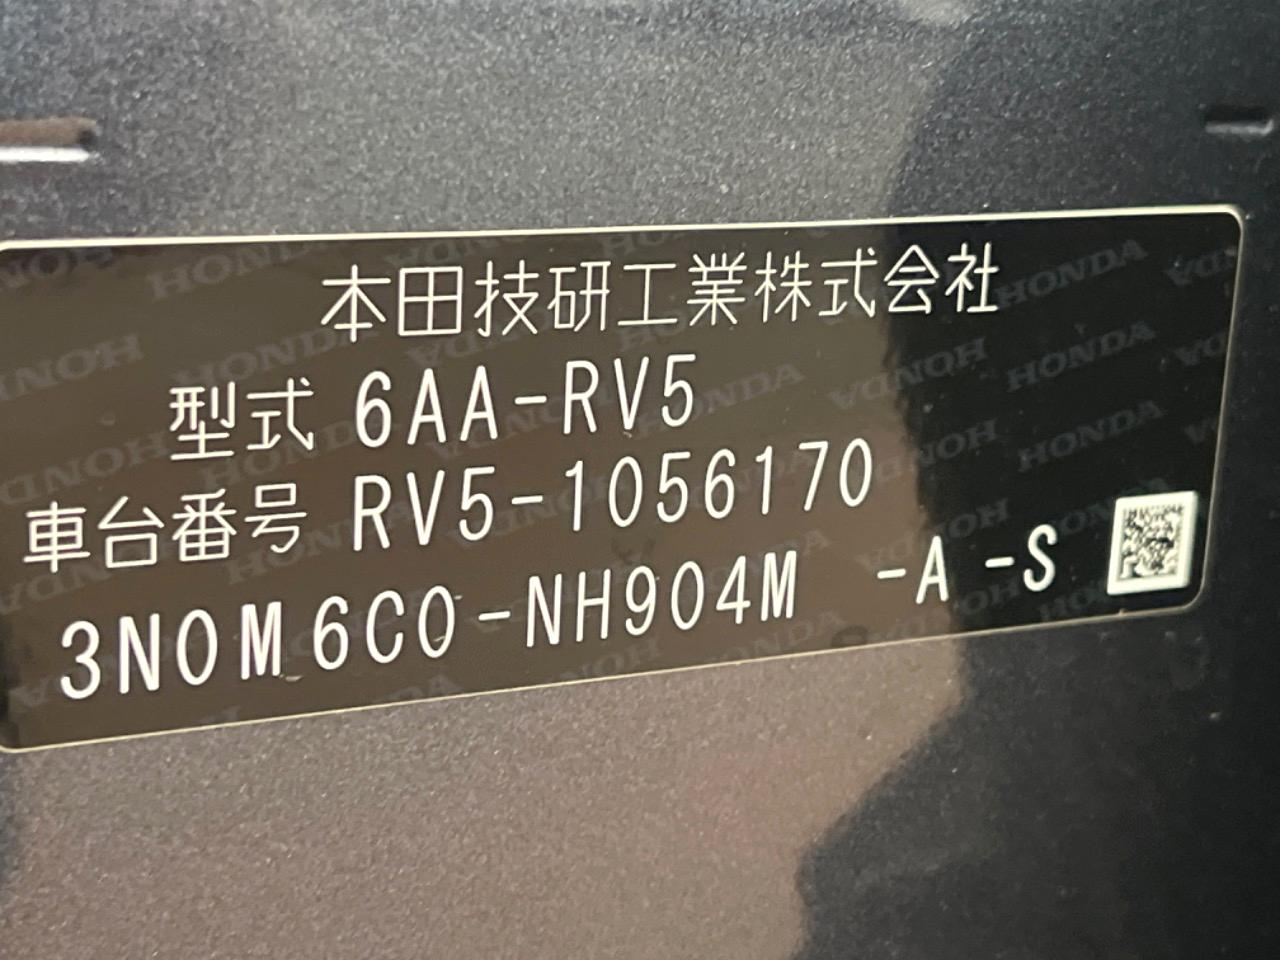 本田技研工業株式会社
型式 6AA-RV5
車台番号 RV5-1056170
3N0M6C0-NH904M -A -S